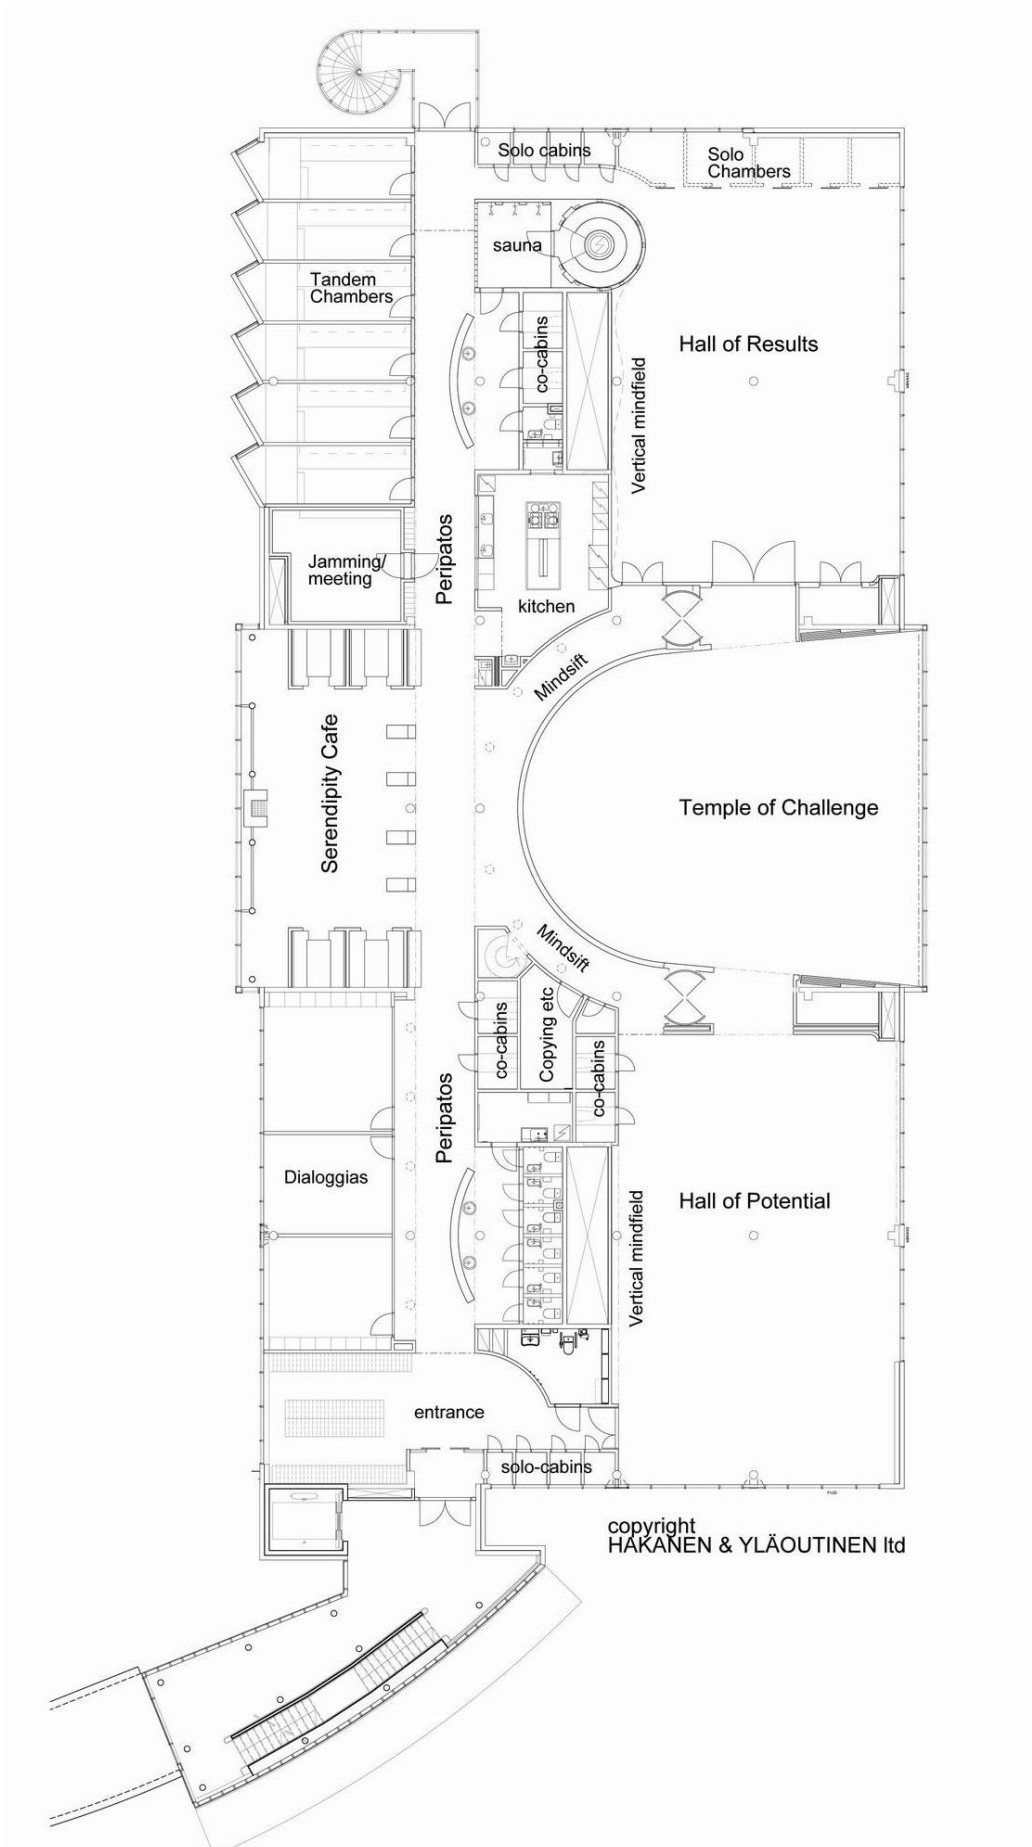 Solo cabins
Solo
Chambers
sauna
Tandem
Chambers
co-cabins
Hall of Results
Vertical mindfield
Peripatos
Jamming/
meeting
kitchen
Mindsift
Serendipity Cafe
Temple of Challenge
Mindsift
co-cabins
Copying etc
co-cabins
Peripatos
Dialoggias
Hall of Potential
Vertical mindfield
entrance
solo-cabins
copyright
HAKANEN & YLÄOUTINEN ltd